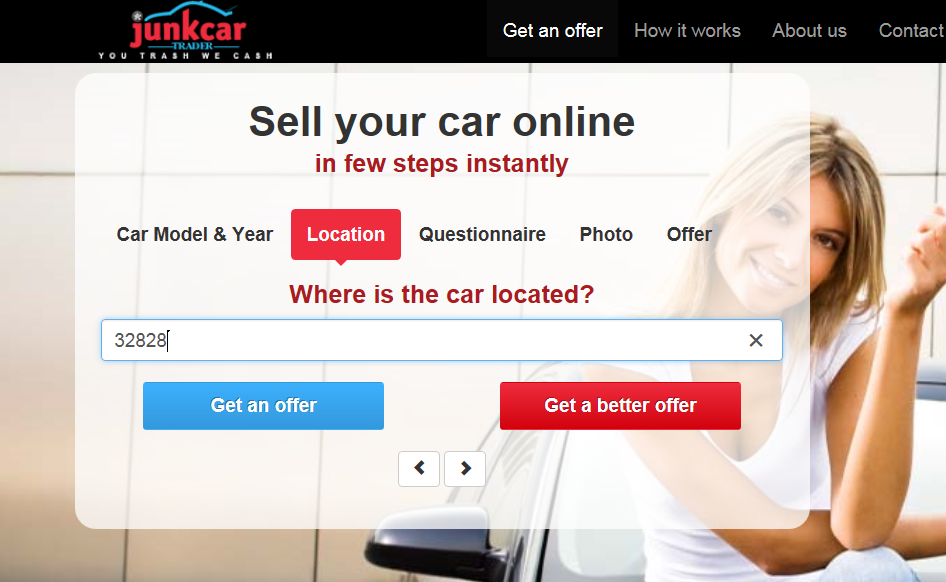 junkcar
TRADER
YOU TRASH WE CASH
Get an offer
How it works
About us
Contact
Sell your car online
in few steps instantly
Car Model & Year
Location
Questionnaire
Photo
Offer
Where is the car located?
32828
Get an offer
Get a better offer